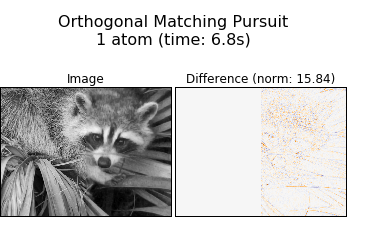 Orthogonal Matching Pursuit
1 atom (time: 6.8s)
Image
Difference (norm: 15.84)